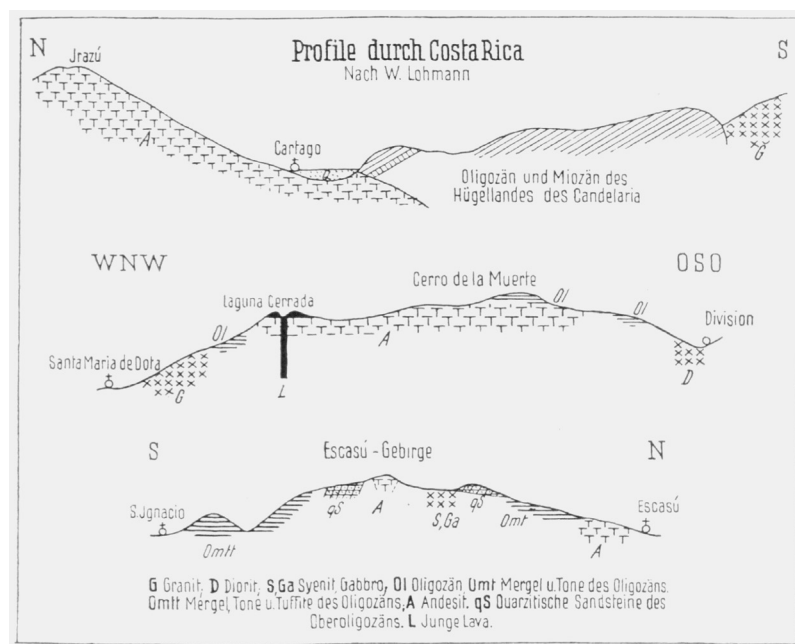 N
Profile durch Costa Rica
S
Jrazú
Nach W. Lohmann
A
Cartago
Q
G
Oligozän und Miozän des
Hügellandes des Candelaria
WNW
OSO
Cerro de la Muerte
Laguna Cerrada
Ol
Ol
Ol
Division
A
Santa Maria de Dota
G
L
D
S
Escasú-Gebirge
N
S.Jgnacio
qS
A
S,Ga
qS
Omt
Escasú
Omtt
A
G Granit, D Diorit, S,Ga Syenit, Gabbro, Ol Oligozän, Omt Mergel u.Tone des Oligozäns.
Omtt Mergel, Tone u.Tuffite des Oligozäns, A Andesit. qS Quarzitische Sandsteine des
Oberoligozäns. L Junge Lava.